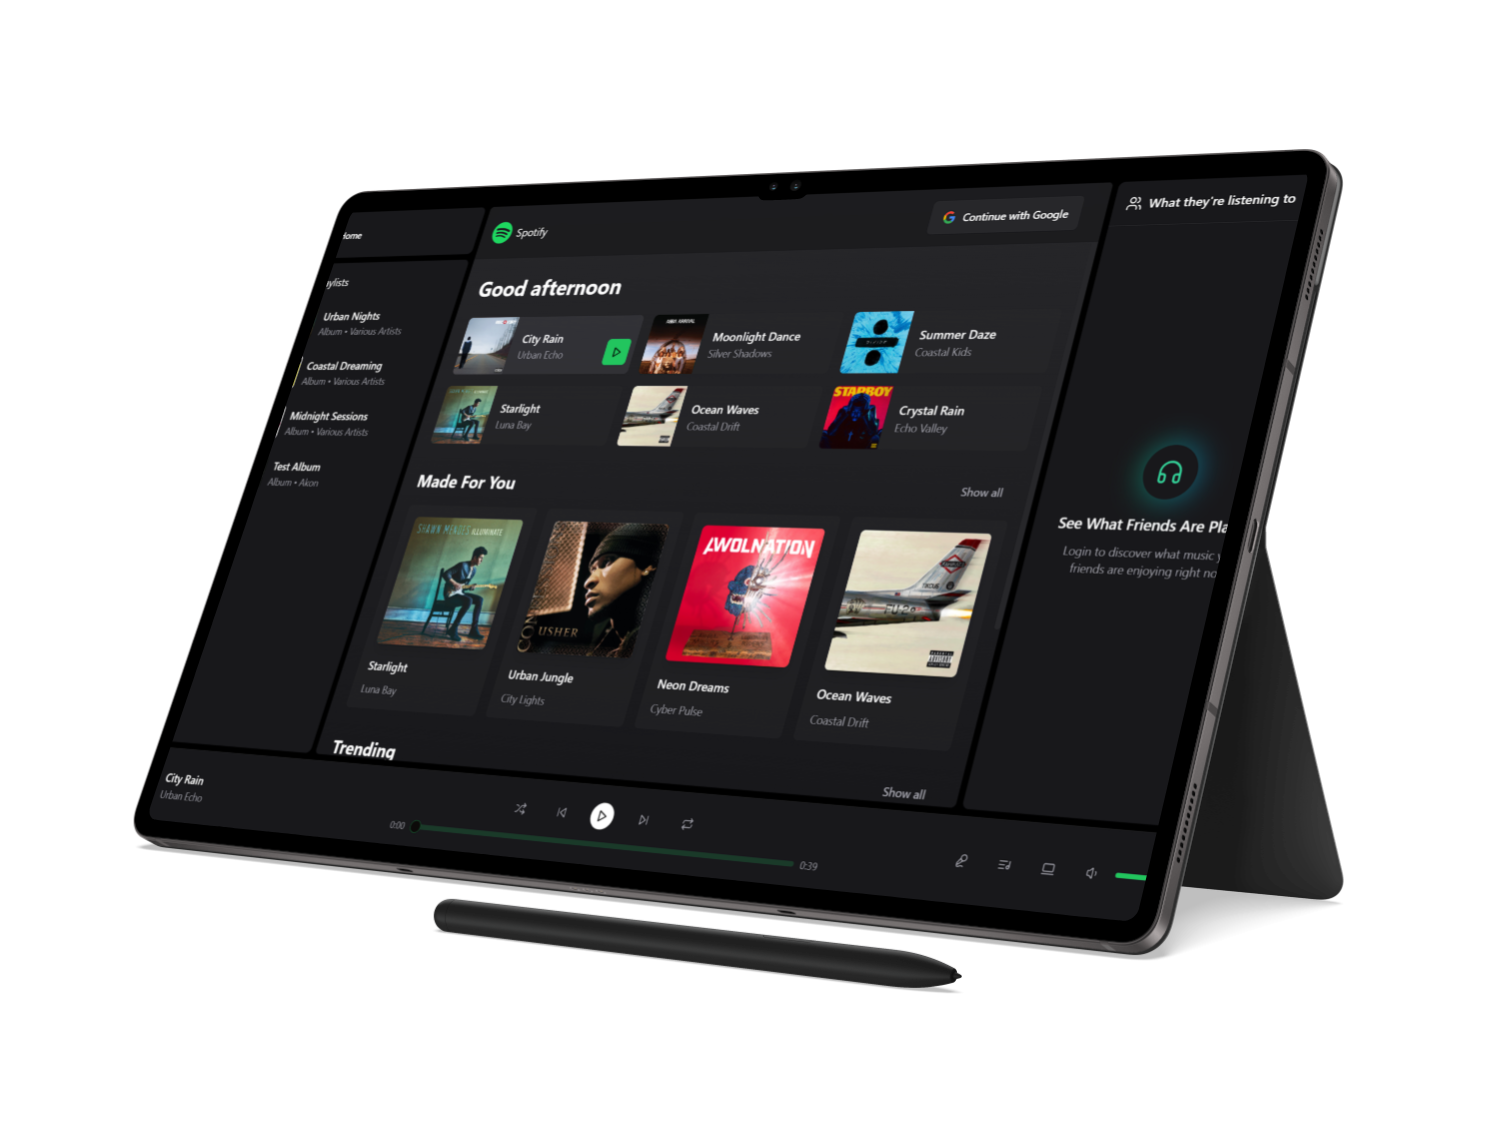 Home
ylists
Urban Nights
Album • Various Artists
Coastal Dreaming
Album • Various Artists
Midnight Sessions
Album • Various Artists
Test Album
Album • Akon
Spotify
Continue with Google
Good afternoon
City Rain
Urban Echo
Moonlight Dance
Silver Shadows
Summer Daze
Coastal Kids
Starlight
Luna Bay
Ocean Waves
Coastal Drift
STARBOY
Crystal Rain
Echo Valley
Made For You
Show all
SHAWN MENDES ILLUMINATE
CON
USHER
AWOLNATION
Starlight
Luna Bay
Urban Jungle
City Lights
Neon Dreams
Cyber Pulse
Ocean Waves
Coastal Drift
Trending
Show all
What they're listening to
See What Friends Are Pla
Login to discover what music y
friends are enjoying right no
City Rain
Urban Echo
0:00
0:39